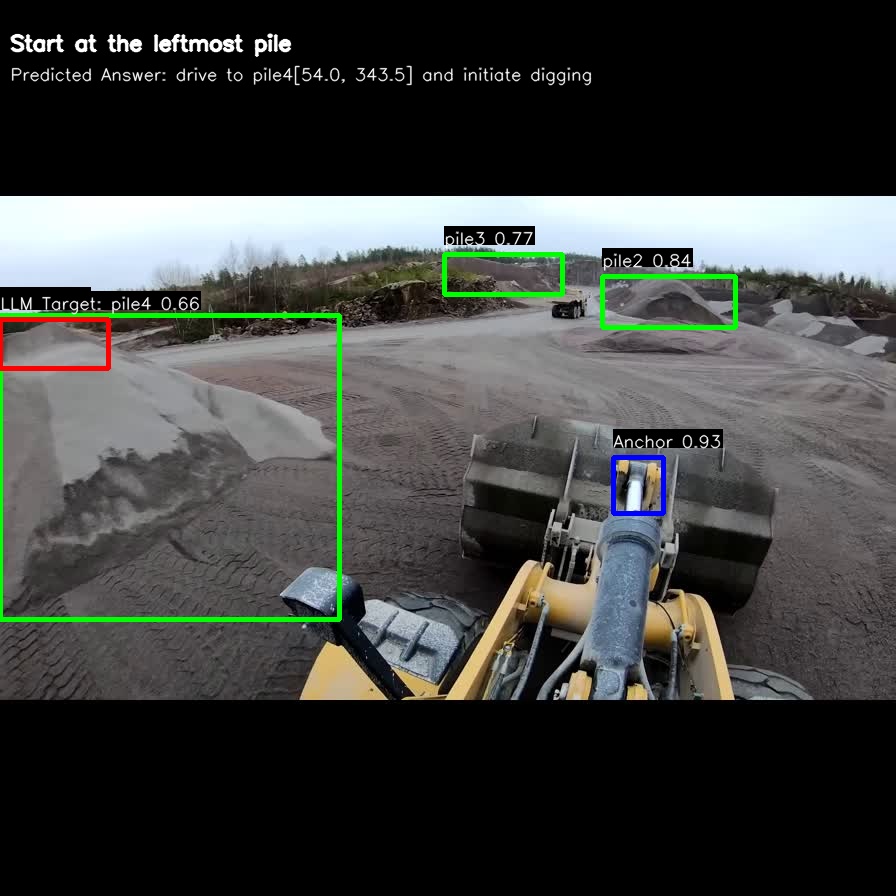 Start at the leftmost pile
Predicted Answer: drive to pile4[54.0, 343.5] and initiate digging
pile3 0.77
pile2 0.84
LLM Target: pile4 0.66
Anchor 0.93